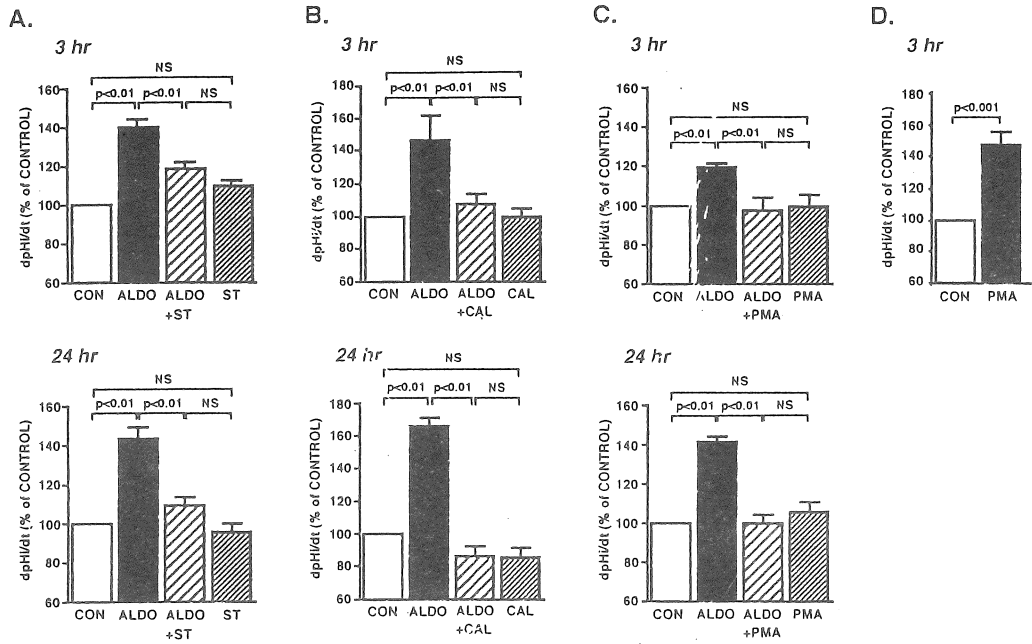 A.
3 hr
NS
p<0.01 p<0.01 NS
dpHi/dt (% of CONTROL)
160
140
120
100
80
60
CON ALDO ALDO ST
+ST
B.
3 hr
NS
p<0.01 p<0.01 NS
dpHi/dt (% of CONTROL)
180
160
140
120
100
80
60
CON ALDO ALDO CAL
+CAL
C.
3 hr
NS
p<0.01 p<0.01 NS
dpHi/dt (% of CONTROL)
160
140
120
100
80
60
CON ALDO ALDO PMA
+PMA
D.
3 hr
p<0.001
dpHi/dt (% of CONTROL)
180
160
140
120
100
80
60
CON PMA
24 hr
NS
p<0.01 p<0.01 NS
dpHi/dt (% of CONTROL)
160
140
120
100
80
60
CON ALDO ALDO ST
+ST
24 hr
NS
p<0.01 p<0.01 NS
dpHi/dt (% of CONTROL)
180
160
140
120
100
80
60
CON ALDO ALDO CAL
+CAL
24 hr
NS
p<0.01 p<0.01 NS
dpHi/dt (% of CONTROL)
160
140
120
100
80
60
CON ALDO ALDO PMA
+PMA